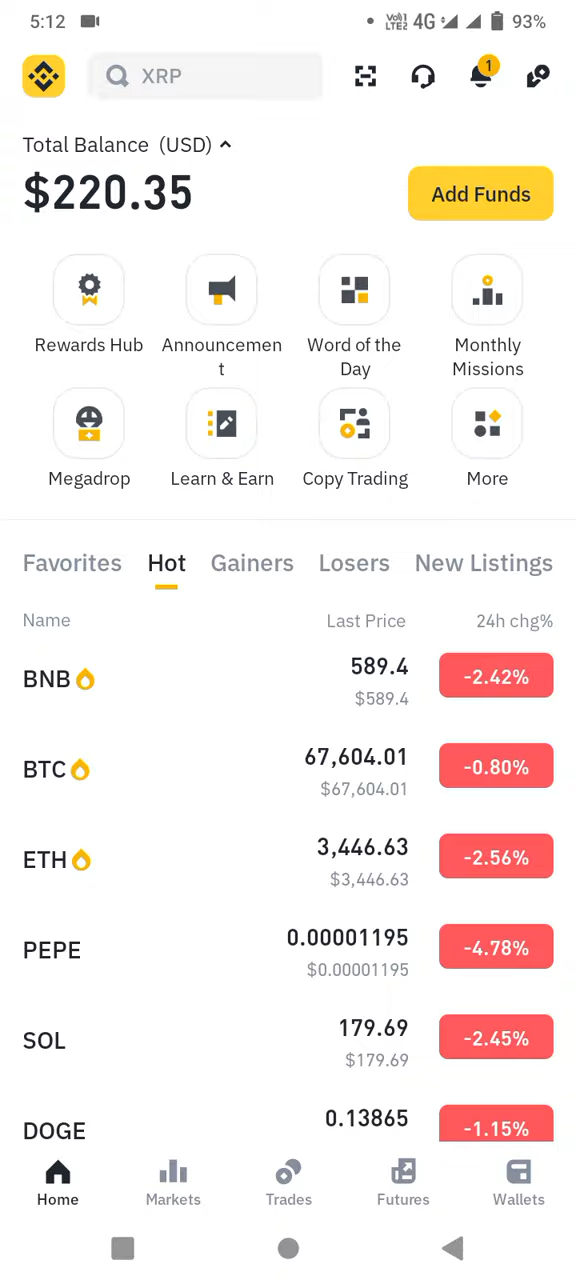 5:12
Vo)) 4G 93%
LTE2
XRP
1
Total Balance (USD)
$220.35
Add Funds
Rewards Hub
Announcemen
t
Word of the
Day
Monthly
Missions
Megadrop
Learn & Earn
Copy Trading
More
Favorites Hot Gainers Losers New Listings
Name Last Price 24h chg%
BNB 589.4 -2.42%
$589.4
BTC 67,604.01 -0.80%
$67,604.01
ETH 3,446.63 -2.56%
$3,446.63
PEPE 0.00001195 -4.78%
$0.00001195
SOL 179.69 -2.45%
$179.69
DOGE 0.13865 -1.15%
Home Markets Trades Futures Wallets